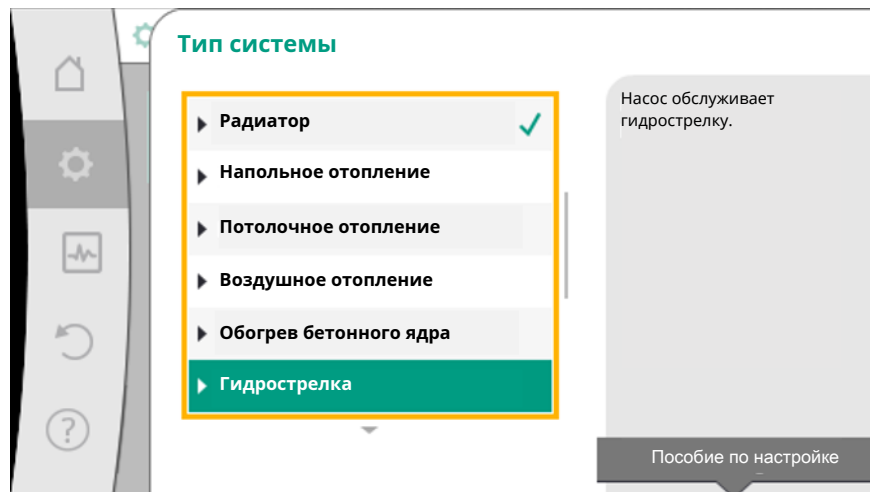 Тип системы
Радиатор
Напольное отопление
Потолочное отопление
Воздушное отопление
Обогрев бетонного ядра
Гидрострелка
Насос обслуживает
гидрострелку.
Пособие по настройке
?